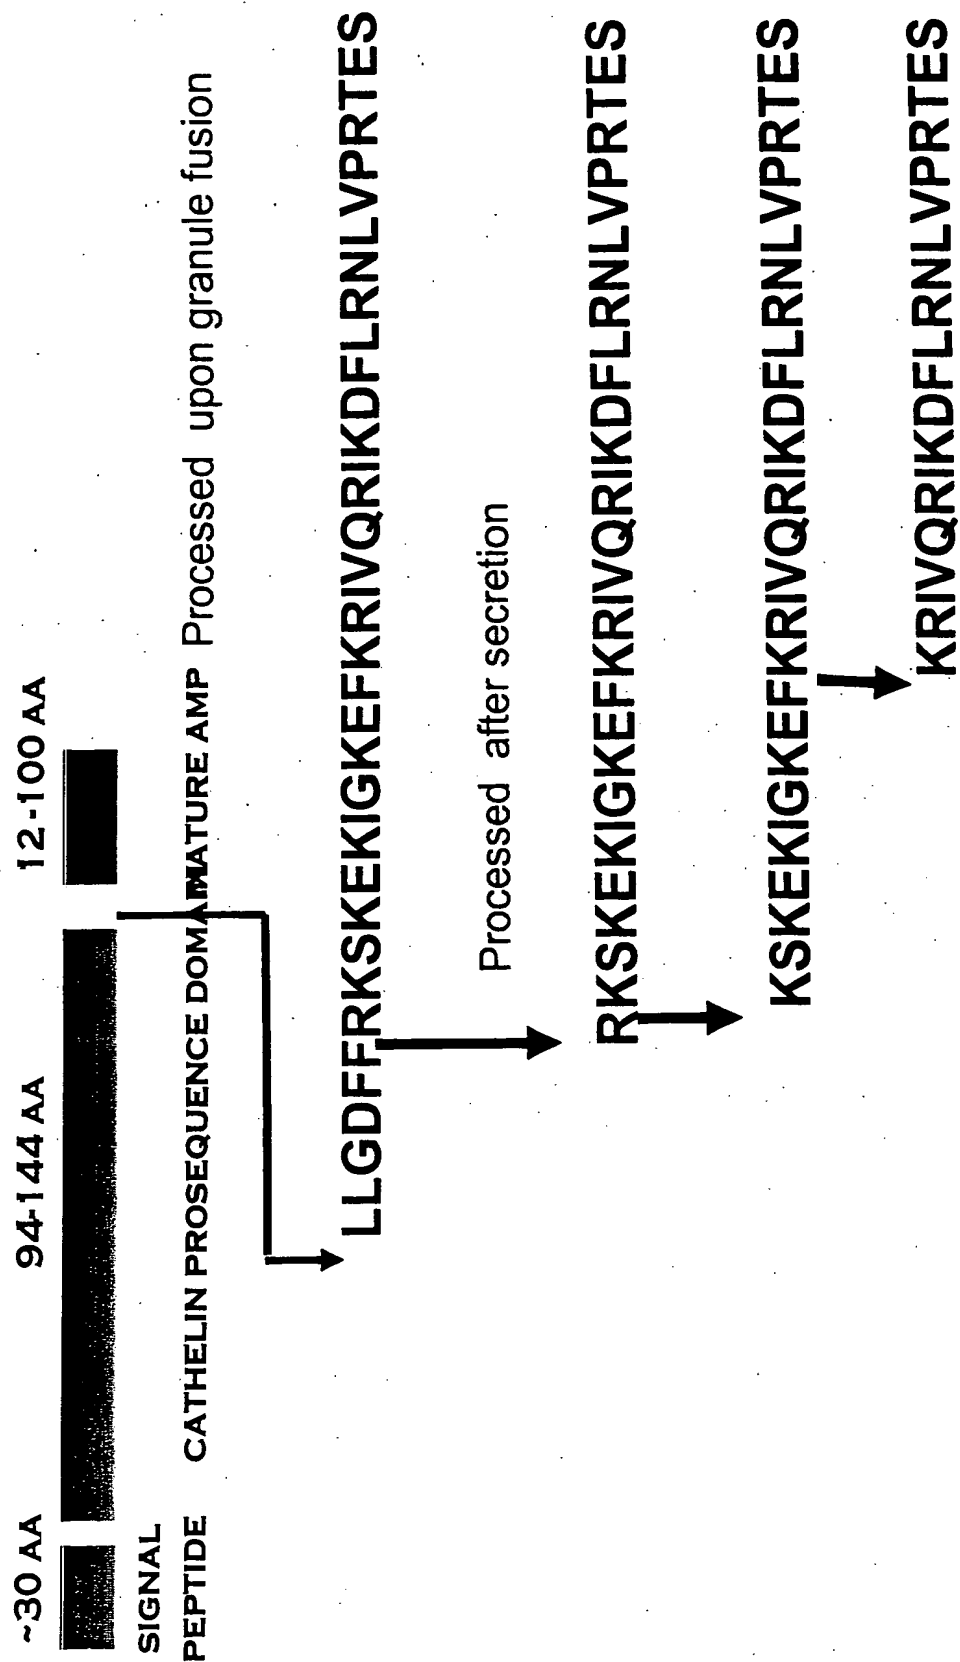 ~30 AA
94-144 AA
12-100 AA
SIGNAL
PEPTIDE
CATHELIN PROSEQUENCE DOMAIN
MATURE AMP
Processed upon granule fusion
LLGDFFRKSKEKIGKEFKRIVQRIKDFLRNLVPRTES
Processed after secretion
RKSKEKIGKEFKRIVQRIKDFLRNLVPRTES
KSKEKIGKEFKRIVQRIKDFLRNLVPRTES
KRIVQRIKDFLRNLVPRTES